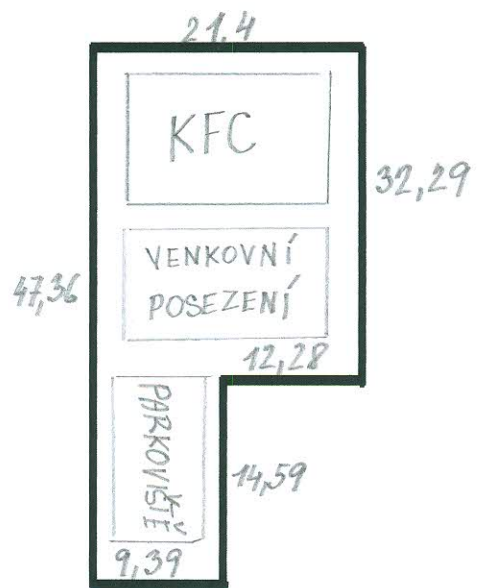 21,4
KFC
32,29
VENKOVNÍ
POSEZENÍ
47,36
12,28
PARKOVIŠTĚ
14,59
9,39